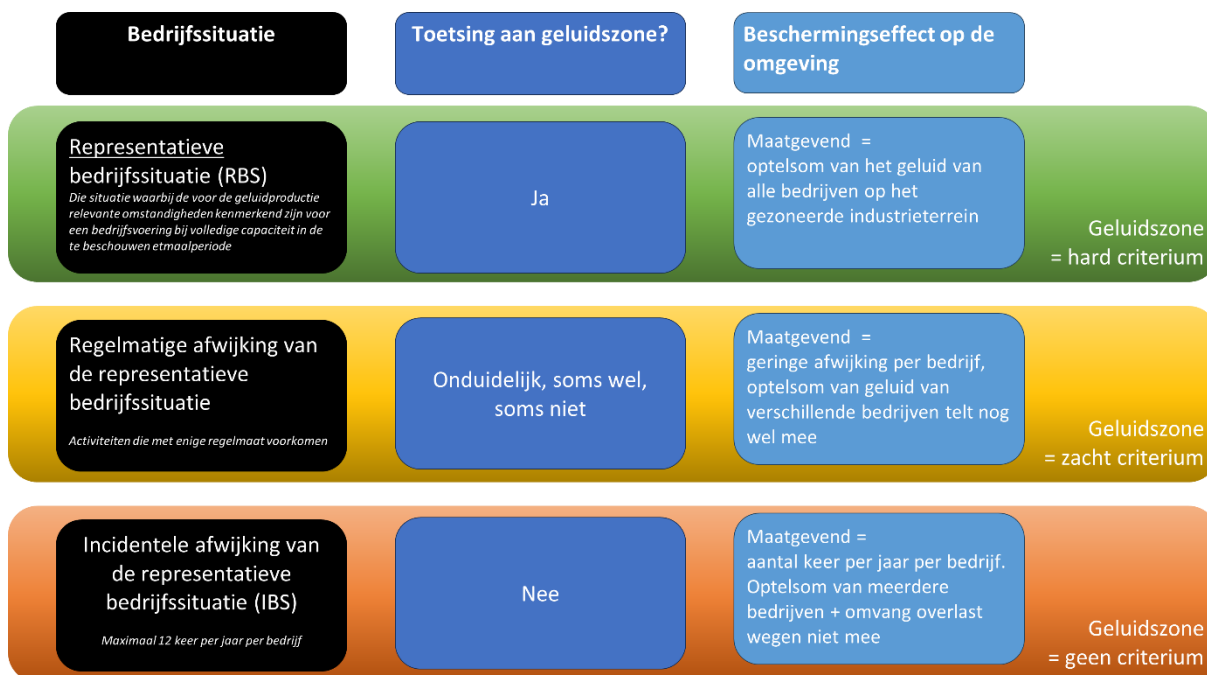 Bedrijfssituatie
Toetsing aan geluidszone?
Beschermingseffect op de
omgeving
Representatieve
bedrijfssituatie (RBS)
Die situatie waarbij de voor de geluidproductie
relevante omstandigheden kenmerkend zijn voor
een bedrijfsvoering bij volledige capaciteit in de
te beschouwen etmaalperiode
Ja
Maatgevend =
optelsom van het geluid van
alle bedrijven op het
gezoneerde industrieterrein
Geluidszone
= hard criterium
Regelmatige afwijking van
de representatieve
bedrijfssituatie
Activiteiten die met enige regelmaat voorkomen
Onduidelijk, soms wel,
soms niet
Maatgevend =
geringe afwijking per bedrijf,
optelsom van geluid van
verschillende bedrijven telt nog
wel mee
Geluidszone
= zacht criterium
Incidentele afwijking van
de representatieve
bedrijfssituatie (IBS)
Maximaal 12 keer per jaar per bedrijf
Nee
Maatgevend =
aantal keer per jaar per bedrijf.
Optelsom van meerdere
bedrijven + omvang overlast
wegen niet mee
Geluidszone
= geen criterium